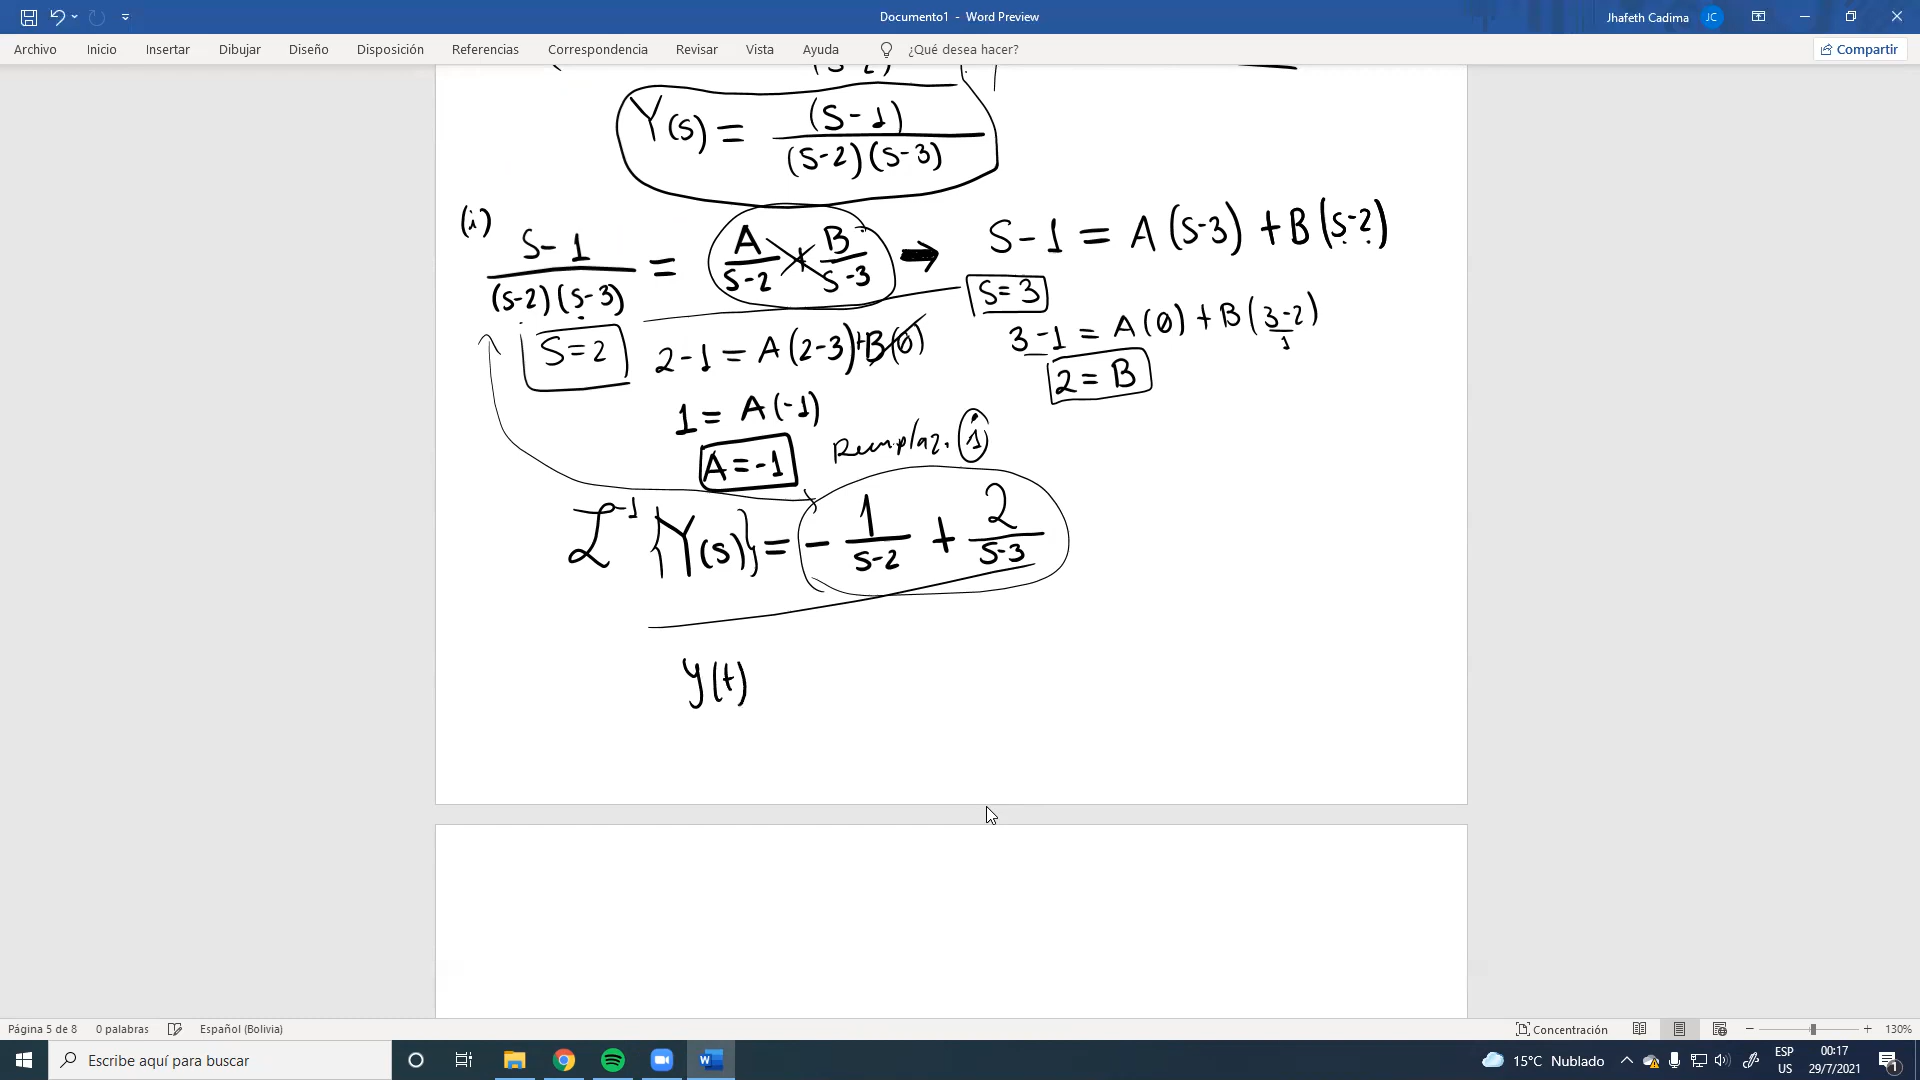 Documento1 - Word Preview
Jhafeth Cadima JC
Archivo Inicio Insertar Dibujar Diseño Disposición Referencias Correspondencia Revisar Vista Ayuda ¿Qué desea hacer? Compartir
(s-2)
Y(s) = (s-1) / (s-2)(s-3)
(i) s-1 / (s-2)(s-3) = A/s-2 + B/s-3 → s-1 = A(s-3) + B(s-2)
s=3
3-1 = A(0) + B(3-2)
1
2 = B
s=2 2-1 = A(2-3)+B(0)
1 = A(-1)
A=-1 Remplaz. 1
ℒ⁻¹ {Y(s)} = - 1/s-2 + 2/s-3
y(t)
Página 5 de 8 0 palabras Español (Bolivia) Concentración 130%
Escribe aquí para buscar 15°C Nublado ESP US 00:17 29/7/2021 1